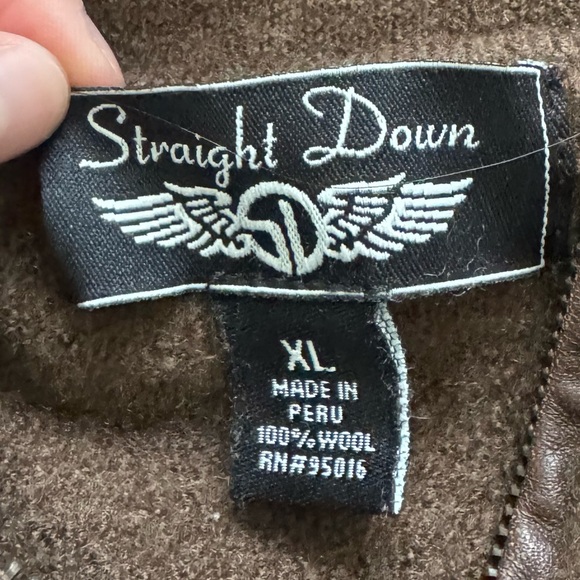 Straight Down
SD
XL
MADE IN
PERU
100% WOOL
RN#95016